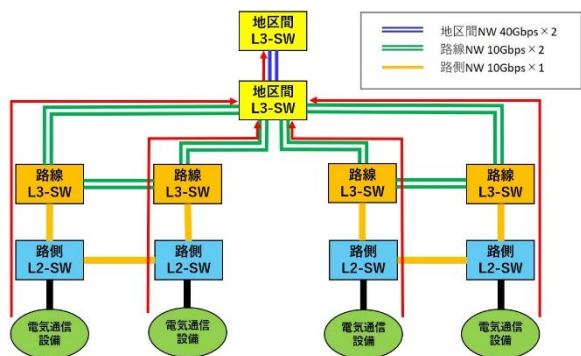 地区間
L3-SW
地区間NW 40Gbps×2
路線NW 10Gbps×2
路側NW 10Gbps×1
地区間
L3-SW
路線
L3-SW
路線
L3-SW
路線
L3-SW
路線
L3-SW
路側
L2-SW
路側
L2-SW
路側
L2-SW
路側
L2-SW
電気通信
設備
電気通信
設備
電気通信
設備
電気通信
設備